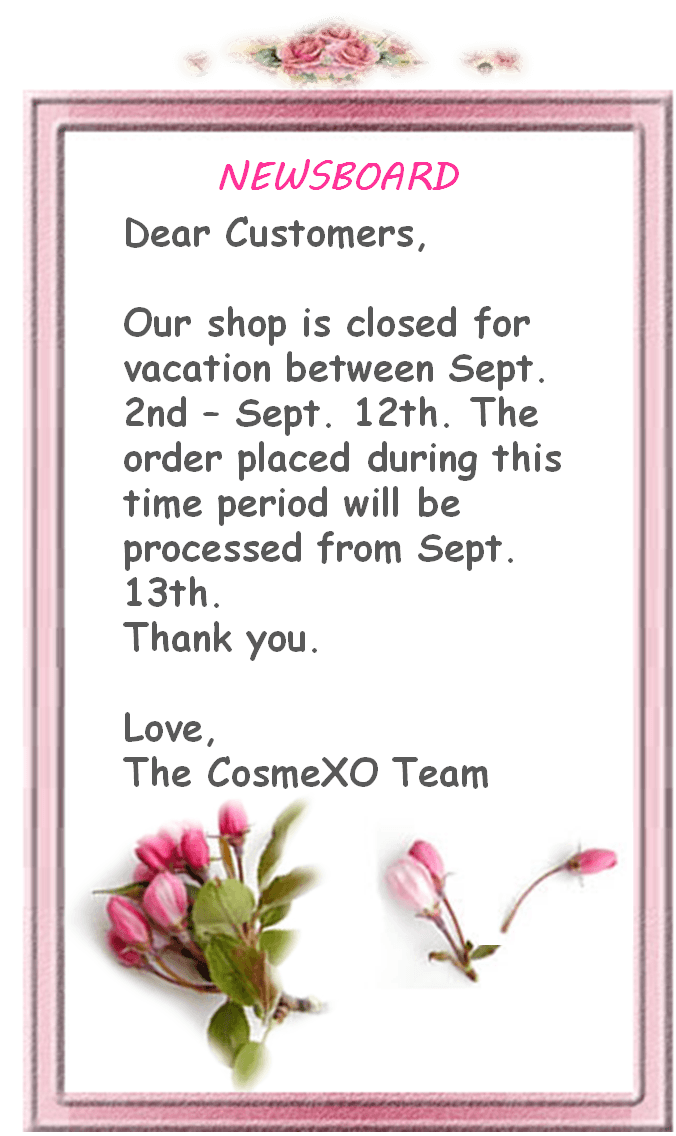 NEWSBOARD
Dear Customers,
Our shop is closed for
vacation between Sept.
2nd – Sept. 12th. The
order placed during this
time period will be
processed from Sept.
13th.
Thank you.
Love,
The CosmeXO Team